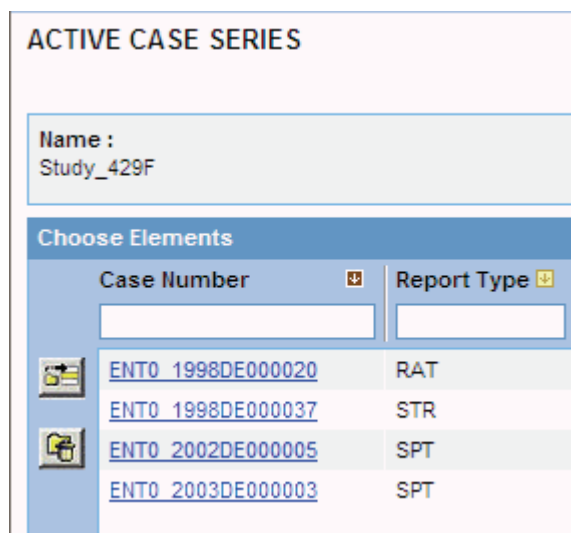 ACTIVE CASE SERIES
Name :
Study_429F
Choose Elements
Case Number Report Type
ENT0_1998DE000020 RAT
ENT0_1998DE000037 STR
ENT0_2002DE000005 SPT
ENT0_2003DE000003 SPT